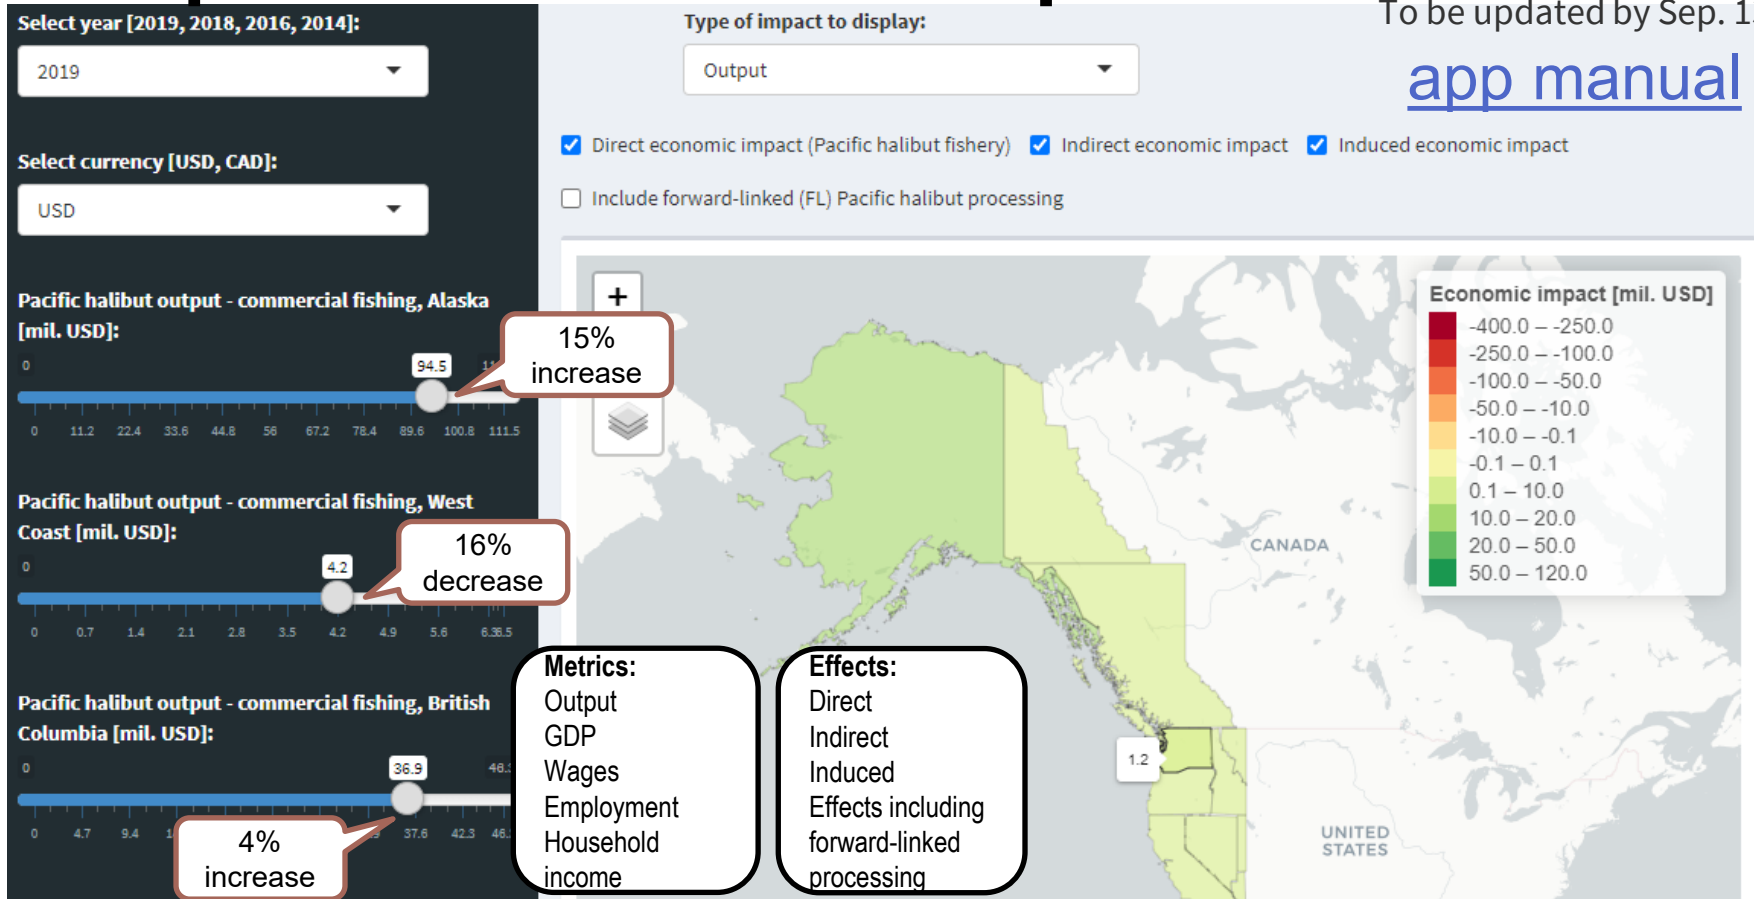 Select year [2019, 2018, 2016, 2014]:
2019
Select currency [USD, CAD]:
USD
Pacific halibut output - commercial fishing, Alaska
[mil. USD]:
0
94.5
0 11.2 22.4 33.6 44.8 56 67.2 78.4 89.6 100.8 111.5
15%
increase
Pacific halibut output - commercial fishing, West
Coast [mil. USD]:
0
4.2
0 0.7 1.4 2.1 2.8 3.5 4.2 4.9 5.6
16%
decrease
Pacific halibut output - commercial fishing, British
Columbia [mil. USD]:
0
36.9
0 4.7 9.4 37.6 42.3
4%
increase
Type of impact to display:
Output
To be updated by Sep.
app manual
Direct economic impact (Pacific halibut fishery) Indirect economic impact Induced economic impact
Include forward-linked (FL) Pacific halibut processing
+
Economic impact [mil. USD]
-400.0 – -250.0
-250.0 – -100.0
-100.0 – -50.0
-50.0 – -10.0
-10.0 – -0.1
-0.1 – 0.1
0.1 – 10.0
10.0 – 20.0
20.0 – 50.0
50.0 – 120.0
CANADA
1.2
UNITED
STATES
Metrics:
Output
GDP
Wages
Employment
Household
income
Effects:
Direct
Indirect
Induced
Effects including
forward-linked
processing